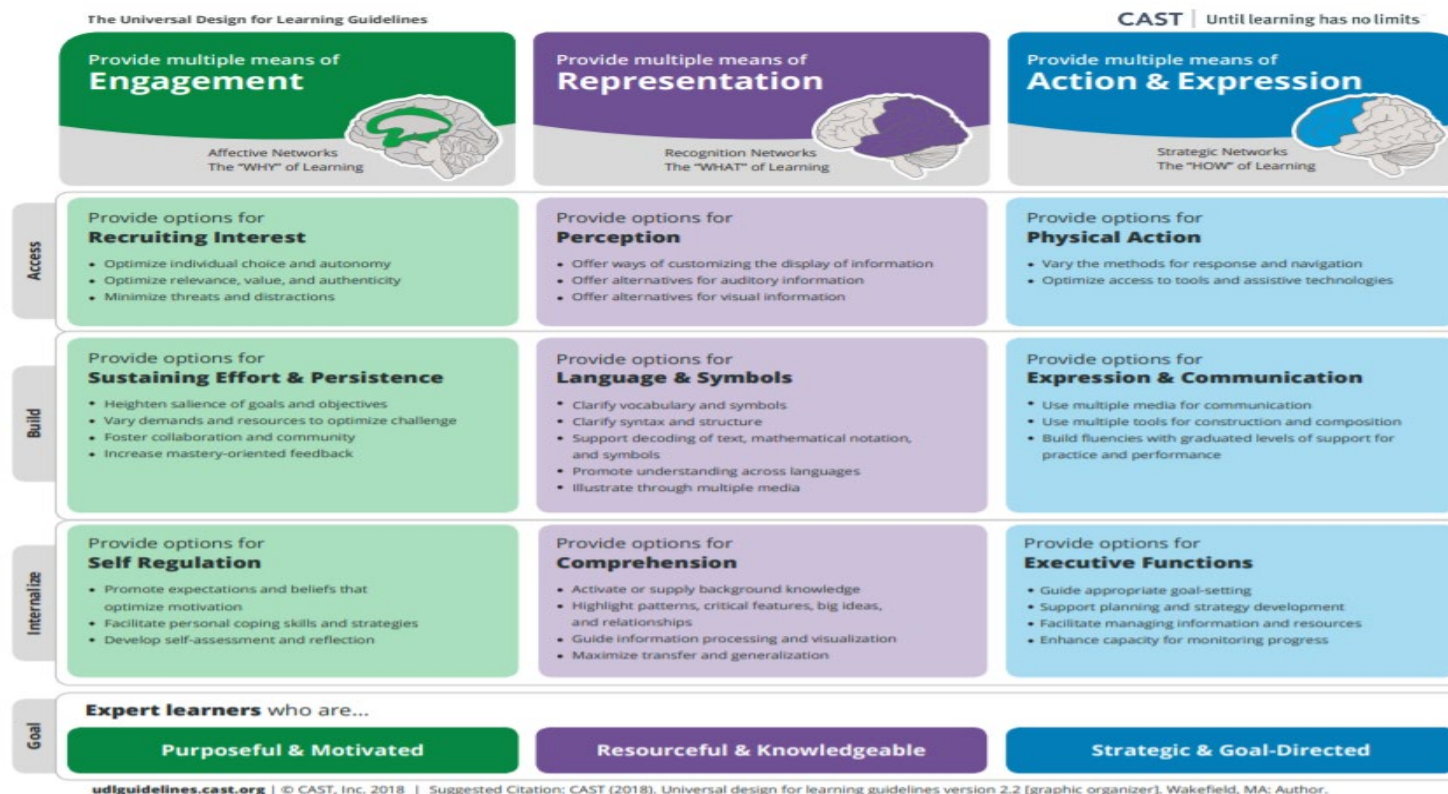 The Universal Design for Learning Guidelines
CAST | Until learning has no limits
Provide multiple means of
Engagement
Affective Networks
The "WHY" of Learning
Provide multiple means of
Representation
Recognition Networks
The "WHAT" of Learning
Provide multiple means of
Action & Expression
Strategic Networks
The "HOW" of Learning
Access
Provide options for
Recruiting Interest
• Optimize individual choice and autonomy
• Optimize relevance, value, and authenticity
• Minimize threats and distractions
Provide options for
Perception
• Offer ways of customizing the display of information
• Offer alternatives for auditory information
• Offer alternatives for visual information
Provide options for
Physical Action
• Vary the methods for response and navigation
• Optimize access to tools and assistive technologies
Build
Provide options for
Sustaining Effort & Persistence
• Heighten salience of goals and objectives
• Vary demands and resources to optimize challenge
• Foster collaboration and community
• Increase mastery-oriented feedback
Provide options for
Language & Symbols
• Clarify vocabulary and symbols
• Clarify syntax and structure
• Support decoding of text, mathematical notation,
and symbols
• Promote understanding across languages
• Illustrate through multiple media
Provide options for
Expression & Communication
• Use multiple media for communication
• Use multiple tools for construction and composition
• Build fluencies with graduated levels of support for
practice and performance
Internalize
Provide options for
Self Regulation
• Promote expectations and beliefs that
optimize motivation
• Facilitate personal coping skills and strategies
• Develop self-assessment and reflection
Provide options for
Comprehension
• Activate or supply background knowledge
• Highlight patterns, critical features, big ideas,
and relationships
• Guide information processing and visualization
• Maximize transfer and generalization
Provide options for
Executive Functions
• Guide appropriate goal-setting
• Support planning and strategy development
• Facilitate managing information and resources
• Enhance capacity for monitoring progress
Goal
Expert learners who are...
Purposeful & Motivated
Resourceful & Knowledgeable
Strategic & Goal-Directed
udlguidelines.cast.org | © CAST, Inc. 2018 | Suggested Citation: CAST (2018). Universal design for learning guidelines version 2.2 [graphic organizer]. Wakefield, MA: Author.